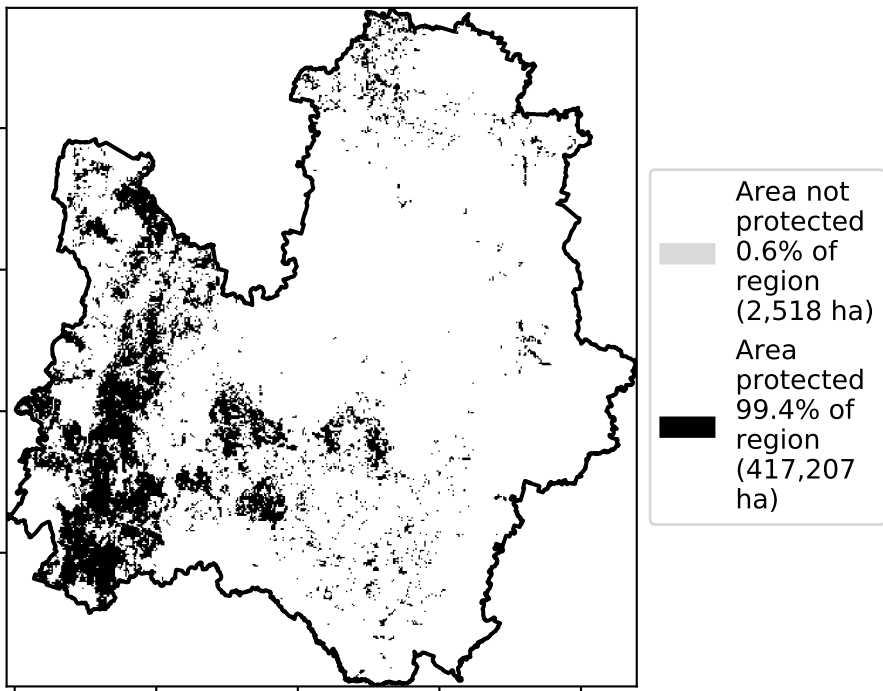 Area not
protected
0.6% of
region
(2,518 ha)
Area
protected
99.4% of
region
(417,207
ha)